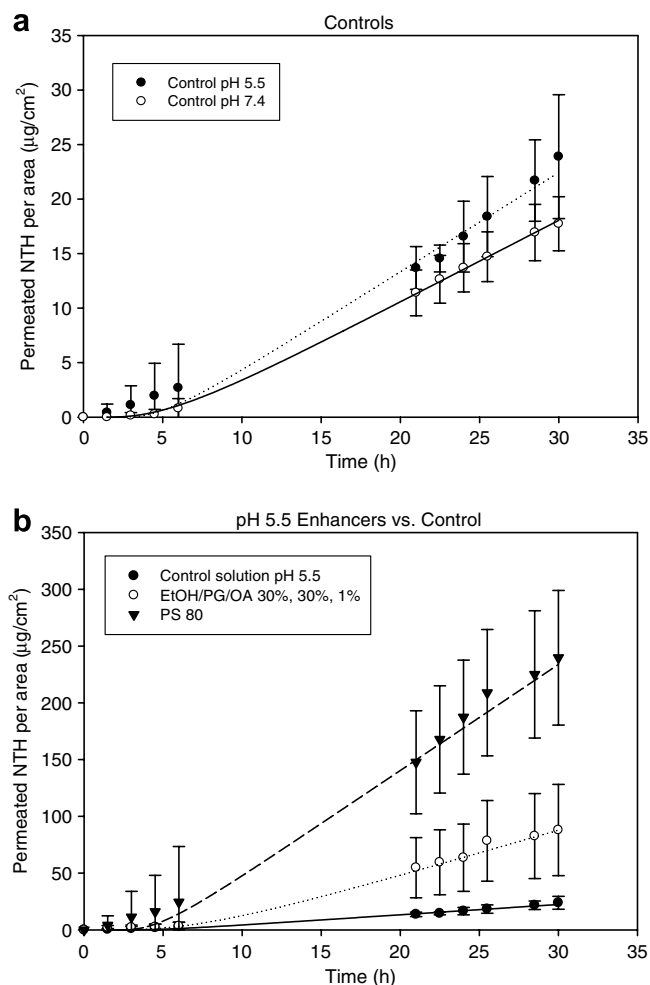 a
Controls
35
30
25
20
15
10
5
0
Permeated NTH per area (µg/cm²)
Control pH 5.5
Control pH 7.4
0 5 10 15 20 25 30 35
Time (h)
b
pH 5.5 Enhancers vs. Control
350
300
250
200
150
100
50
0
Permeated NTH per area (µg/cm²)
Control solution pH 5.5
EtOH/PG/OA 30%, 30%, 1%
PS 80
0 5 10 15 20 25 30 35
Time (h)